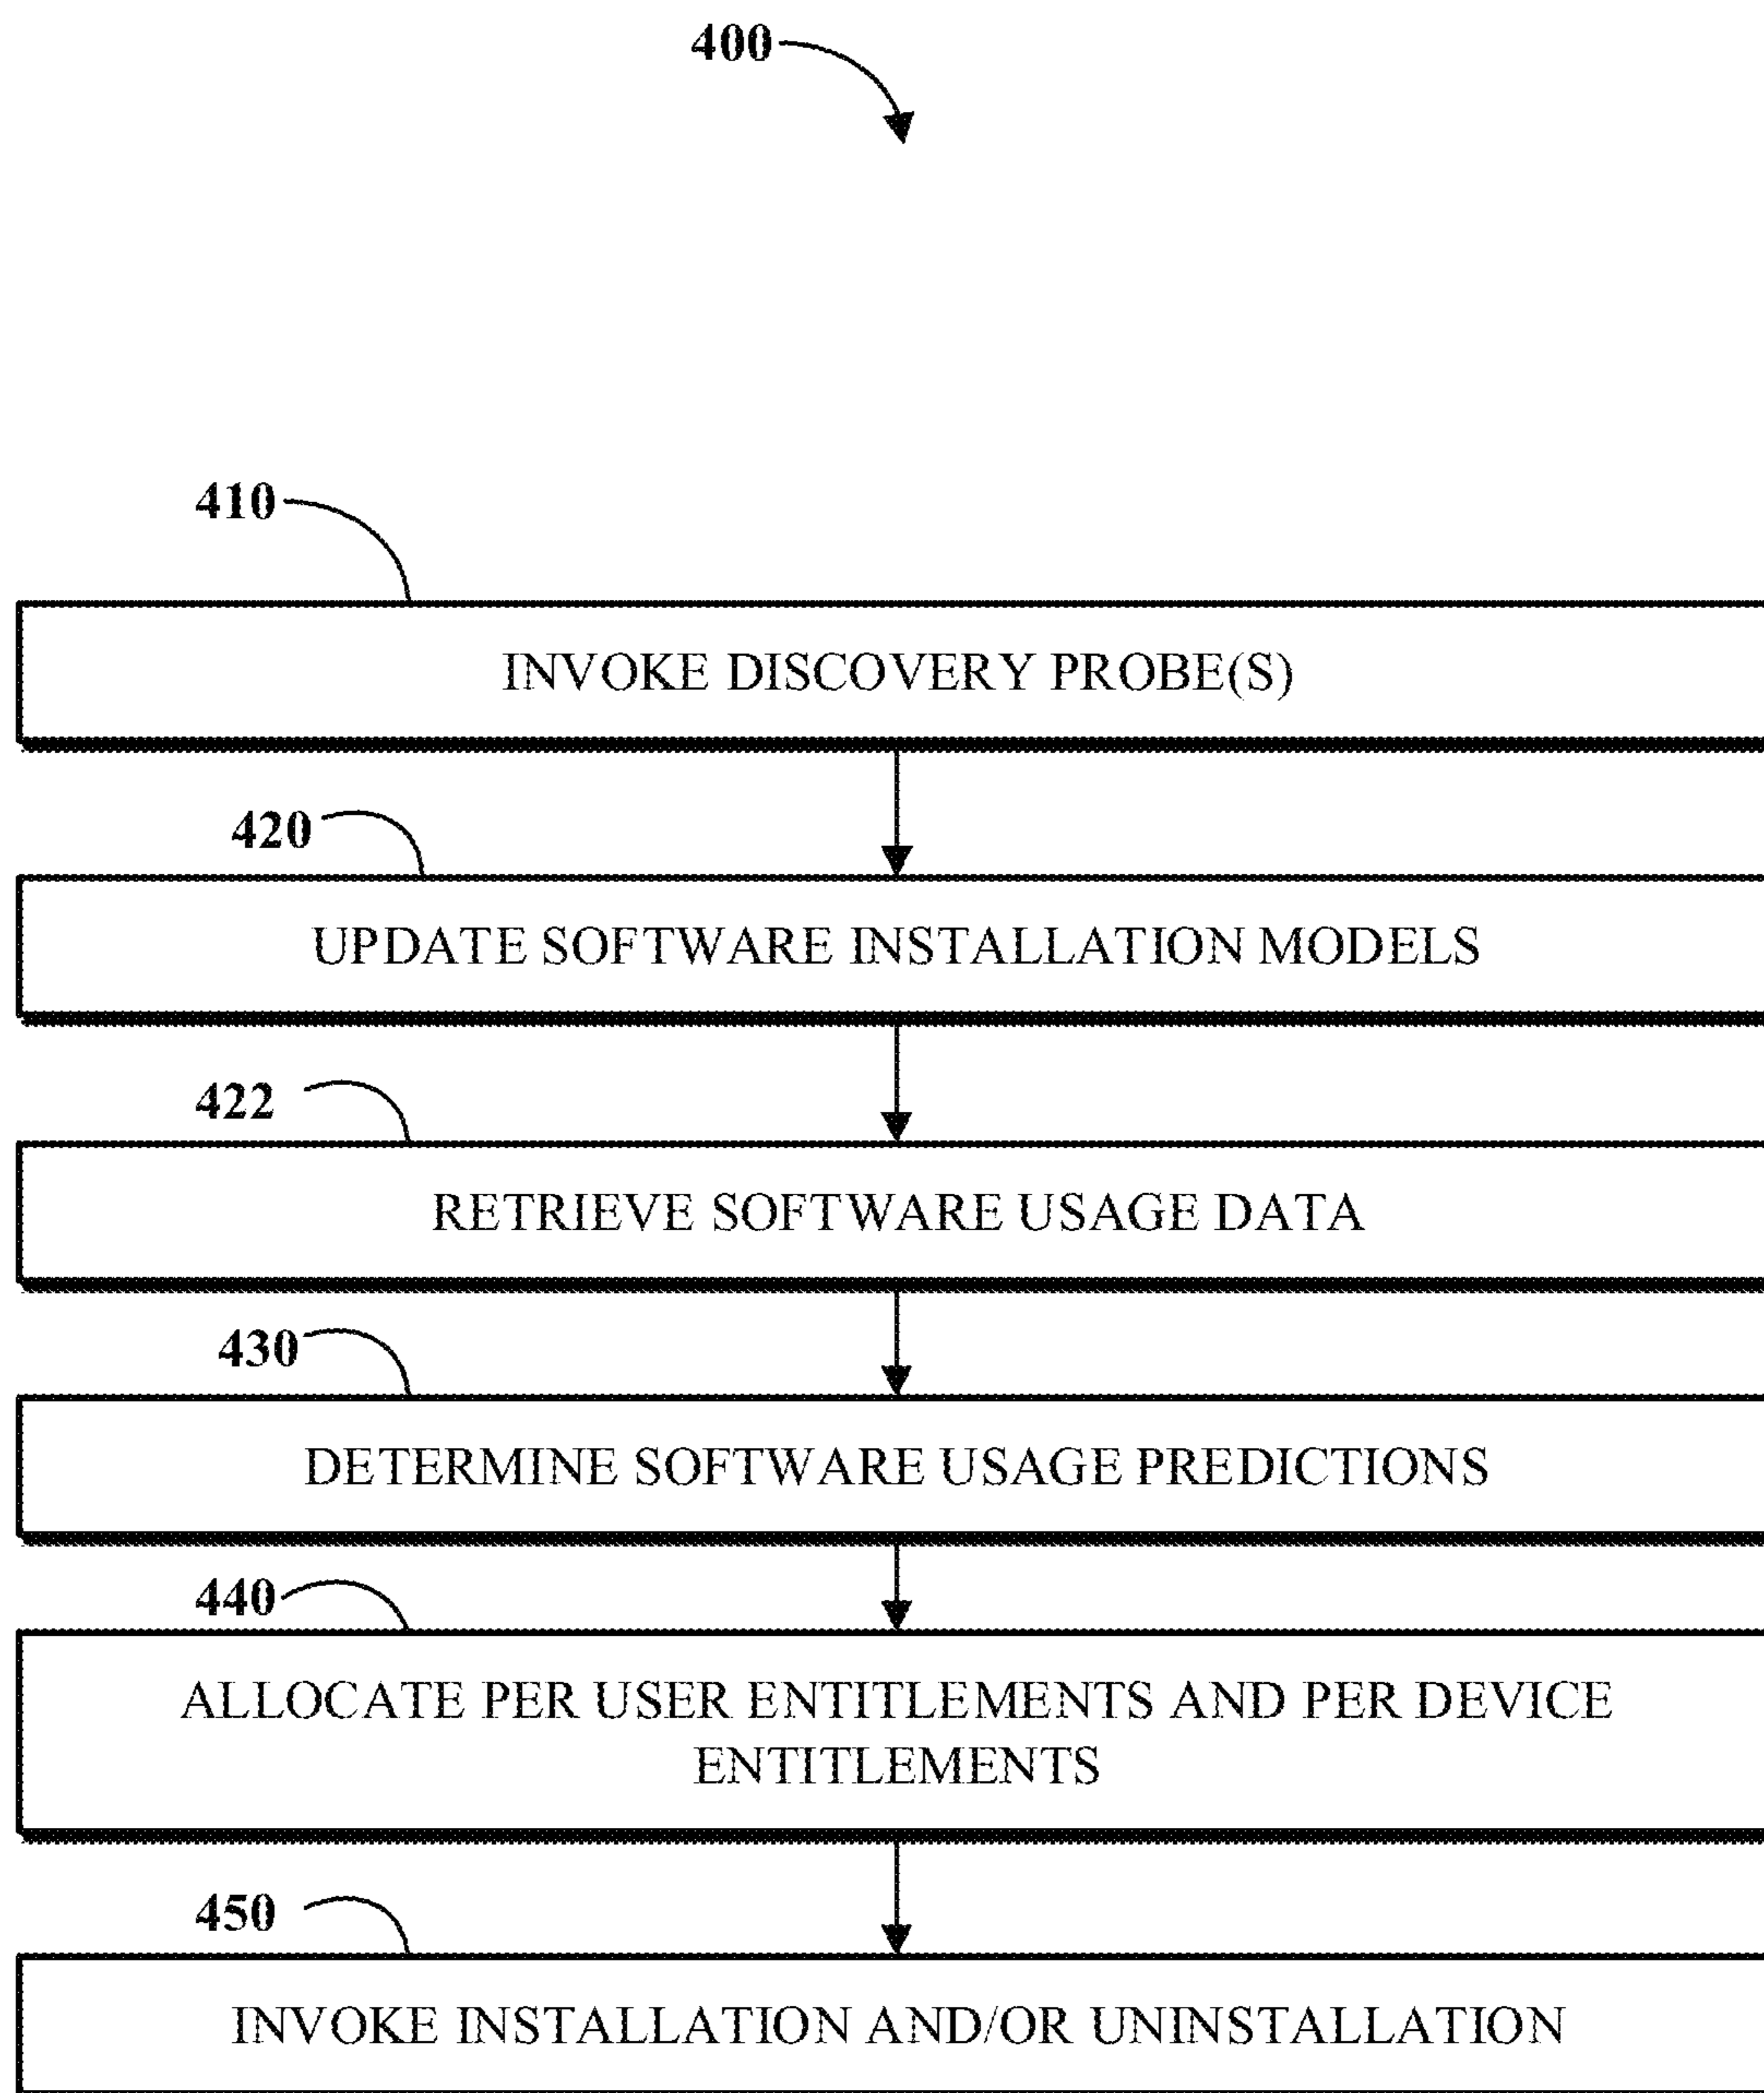 400
410
INVOKE DISCOVERY PROBE(S)
420
UPDATE SOFTWARE INSTALLATION MODELS
422
RETRIEVE SOFTWARE USAGE DATA
430
DETERMINE SOFTWARE USAGE PREDICTIONS
440
ALLOCATE PER USER ENTITLEMENTS AND PER DEVICE
ENTITLEMENTS
450
INVOKE INSTALLATION AND/OR UNINSTALLATION